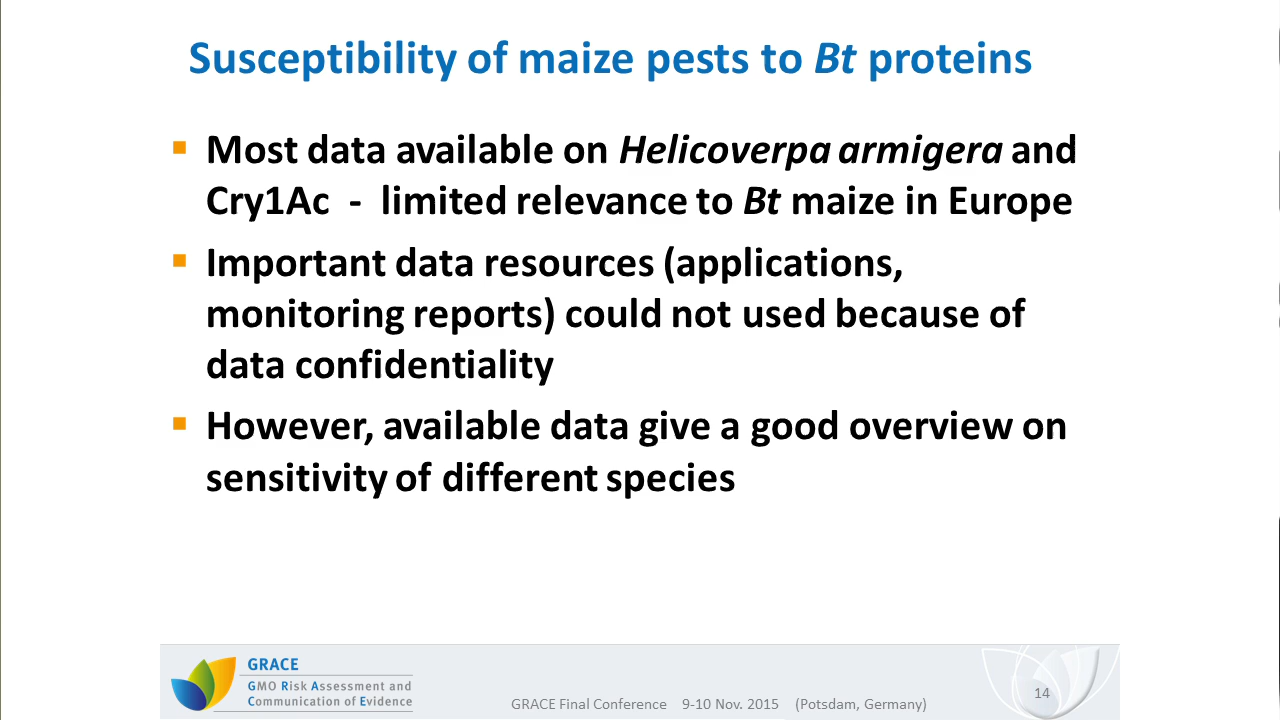 Susceptibility of maize pests to Bt proteins
Most data available on Helicoverpa armigera and
Cry1Ac - limited relevance to Bt maize in Europe
Important data resources (applications,
monitoring reports) could not used because of
data confidentiality
However, available data give a good overview on
sensitivity of different species
GRACE
GMO Risk Assessment and
Communication of Evidence
GRACE Final Conference 9-10 Nov. 2015 (Potsdam, Germany)
14